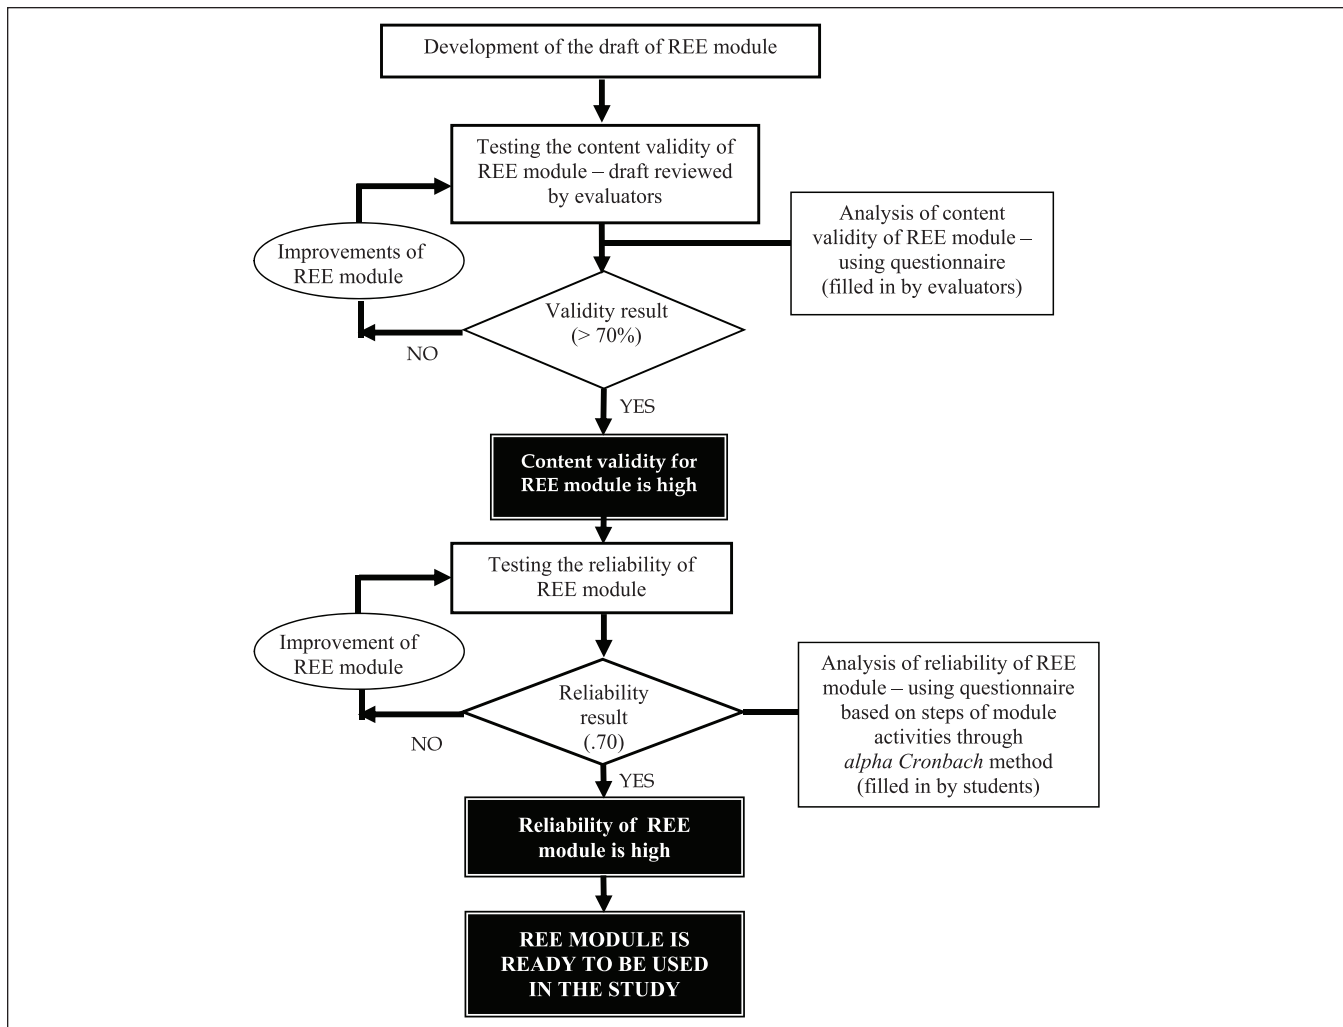 Development of the draft of REE module
Testing the content validity of
REE module – draft reviewed
by evaluators
Analysis of content
validity of REE module –
using questionnaire
(filled in by evaluators)
Improvements of
REE module
Validity result
(> 70%)
NO
YES
Content validity for
REE module is high
Testing the reliability of
REE module
Improvement of
REE module
Reliability
result
(.70)
Analysis of reliability of REE
module – using questionnaire
based on steps of module
activities through
alpha Cronbach method
(filled in by students)
NO
YES
Reliability of REE
module is high
REE MODULE IS
READY TO BE USED
IN THE STUDY